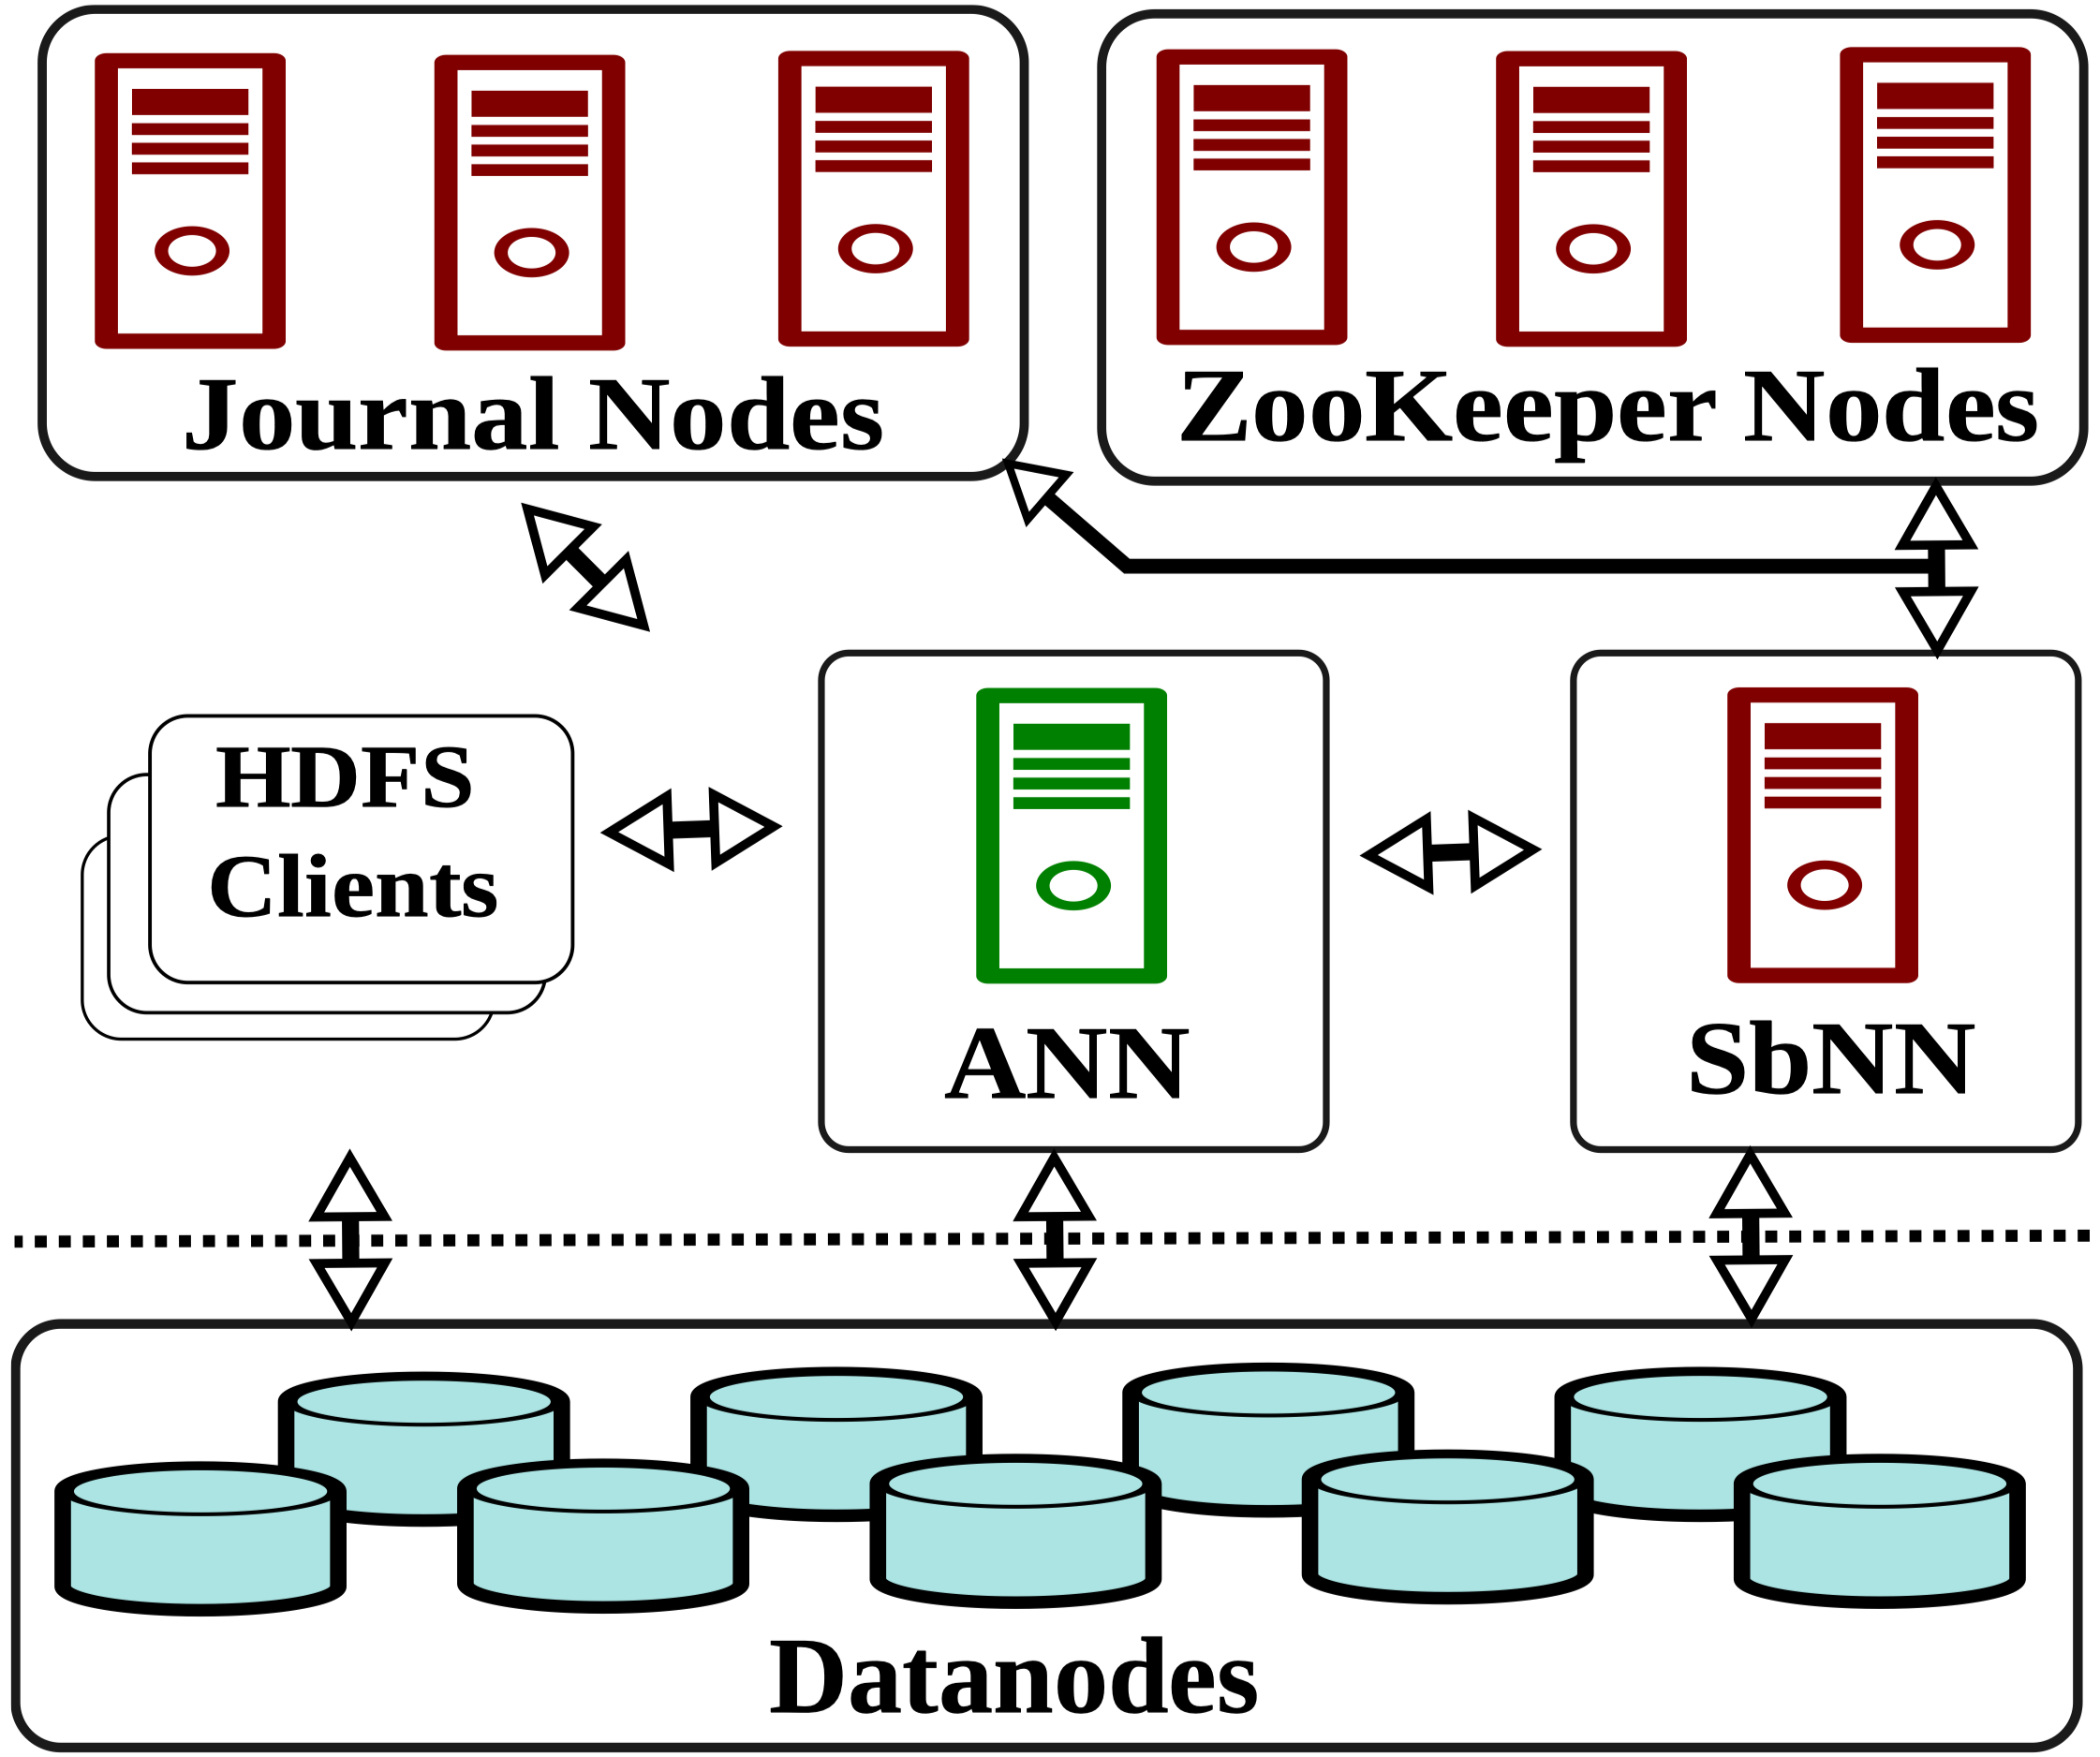 Journal Nodes
ZooKeeper Nodes
HDFS
Clients
ANN
SbNN
Datanodes